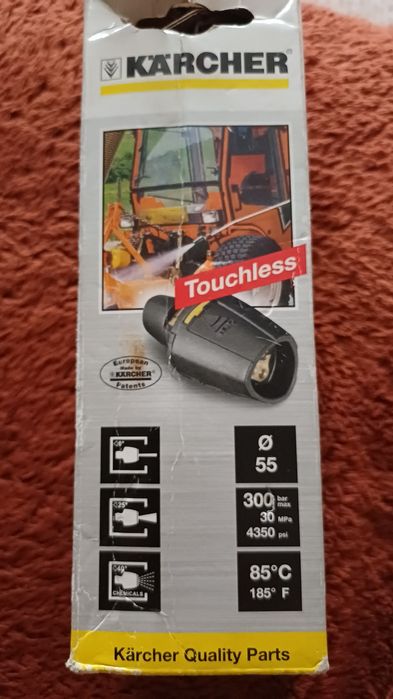 KÄRCHER®
Touchless
European
Made by
KÄRCHER
Patents
0°
25°
40°
CHEMICALS
Ø
55
300 bar max
30 MPa
4350 psi
85°C
185° F
Kärcher Quality Parts